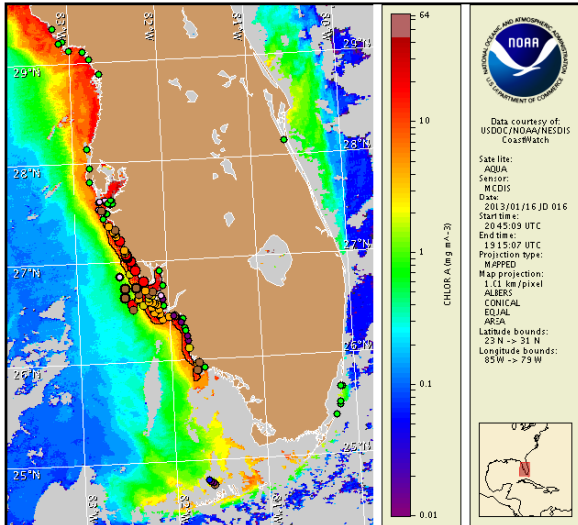 83°W
82°W
81°W
29°N
29°N
28°N
28°N
27°N
27°N
26°N
26°N
25°N
25°N
83°W
82°W
81°W
64
10
1
0.1
0.01
CHLOR A (mg m^-3)
NATIONAL OCEANIC AND ATMOSPHERIC ADMINISTRATION
NOAA
U.S. DEPARTMENT OF COMMERCE
Data courtesy of:
USDOC/NOAA/NESDIS
CoastWatch
Satellite:
AQUA
Sensor:
MODIS
Date:
2013/01/16 JD 016
Start time:
20:45:09 UTC
End time:
19:15:07 UTC
Projection type:
MAPPED
Map projection:
1.01 km/pixel
ALBERS
CONICAL
EQUAL
AREA
Latitude bounds:
23 N -> 31 N
Longitude bounds:
85 W -> 79 W